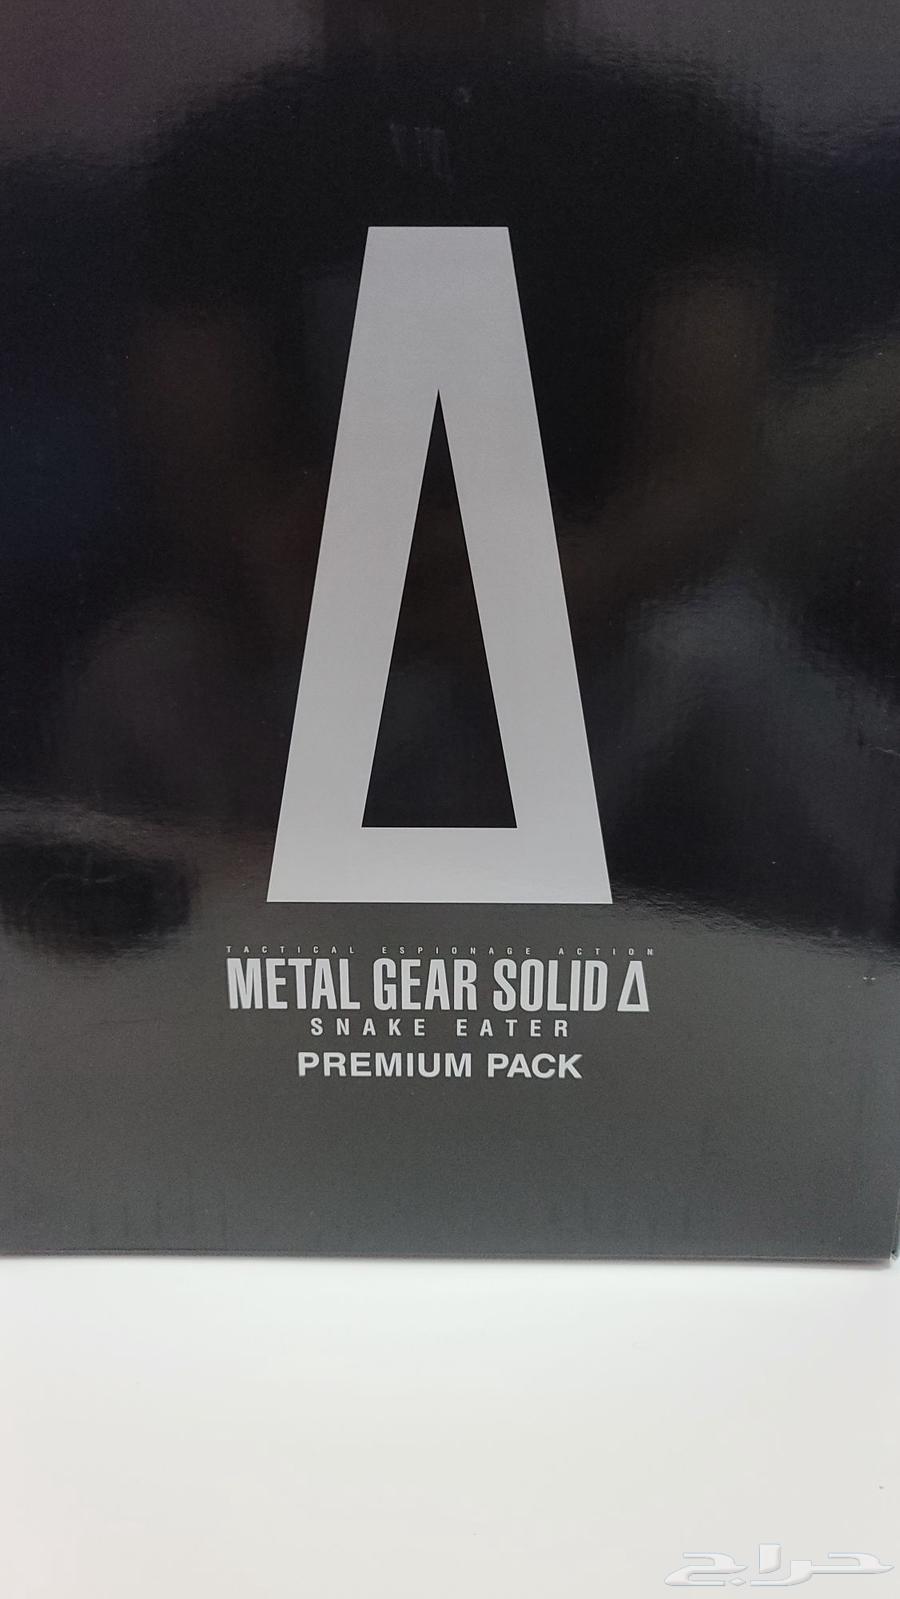 Δ
TACTICAL ESPIONAGE ACTION
METAL GEAR SOLID Δ
SNAKE EATER
PREMIUM PACK
حراج